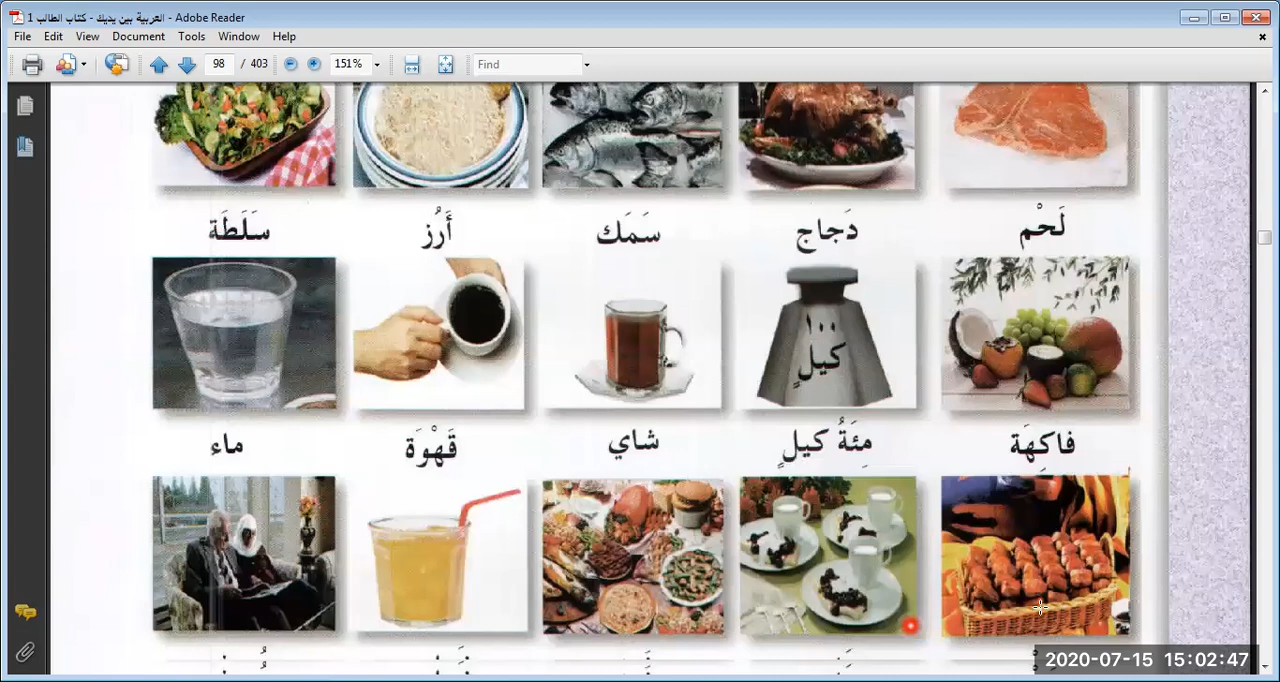 العربية بين يديك - كتاب الطالب 1 - Adobe Reader
File Edit View Document Tools Window Help
98 / 403 151% Find
لَحْم دَجاج سَمَك أَرُز سَلَطَة
١٠٠
كيلٍ
فاكِهَة مِئَةُ كيلٍ شاي قَهْوَة ماء
2020-07-15 15:02:47